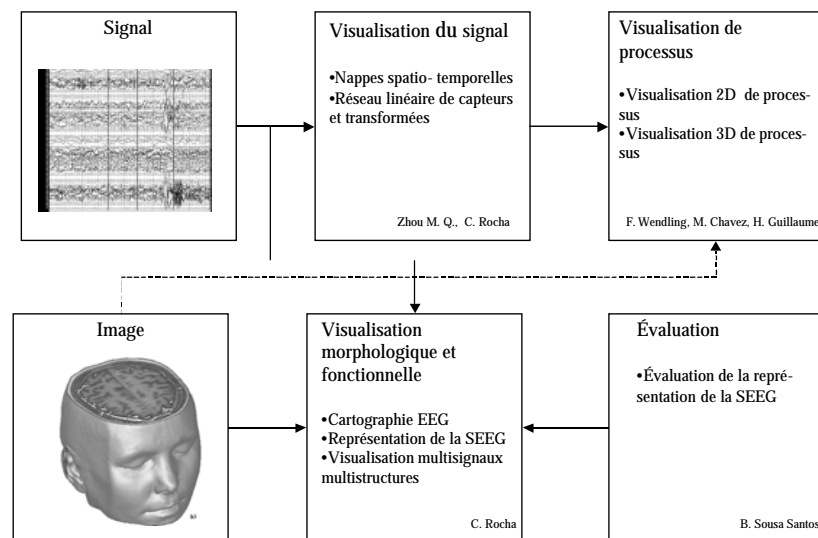 Signal
Visualisation du signal
•Nappes spatio- temporelles
•Réseau linéaire de capteurs
et transformées
Zhou M. Q., C. Rocha
Visualisation de
processus
•Visualisation 2D de proces-
sus
•Visualisation 3D de proces-
sus
F. Wendling, M. Chavez, H. Guillaume
Image
b)
Visualisation
morphologique et
fonctionnelle
•Cartographie EEG
•Représentation de la SEEG
•Visualisation multisignaux
multistructures
C. Rocha
Évaluation
•Évaluation de la repré-
sentation de la SEEG
B. Sousa Santos